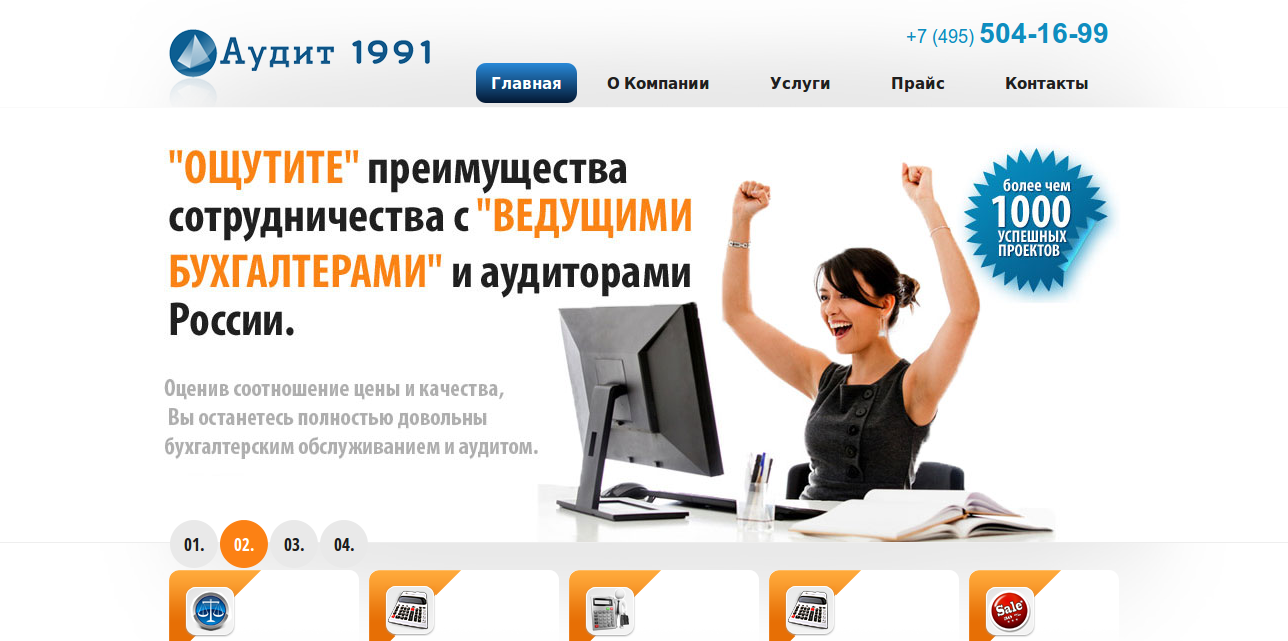 Аудит 1991
+7 (495) 504-16-99
Главная О Компании Услуги Прайс Контакты
"ОЩУТИТЕ" преимущества
сотрудничества с "ВЕДУЩИМИ
БУХГАЛТЕРАМИ" и аудиторами
России.
более чем
1000
УСПЕШНЫХ
ПРОЕКТОВ
Оценив соотношение цены и качества,
Вы останетесь полностью довольны
бухгалтерским обслуживанием и аудитом.
01. 02. 03. 04.
Sale